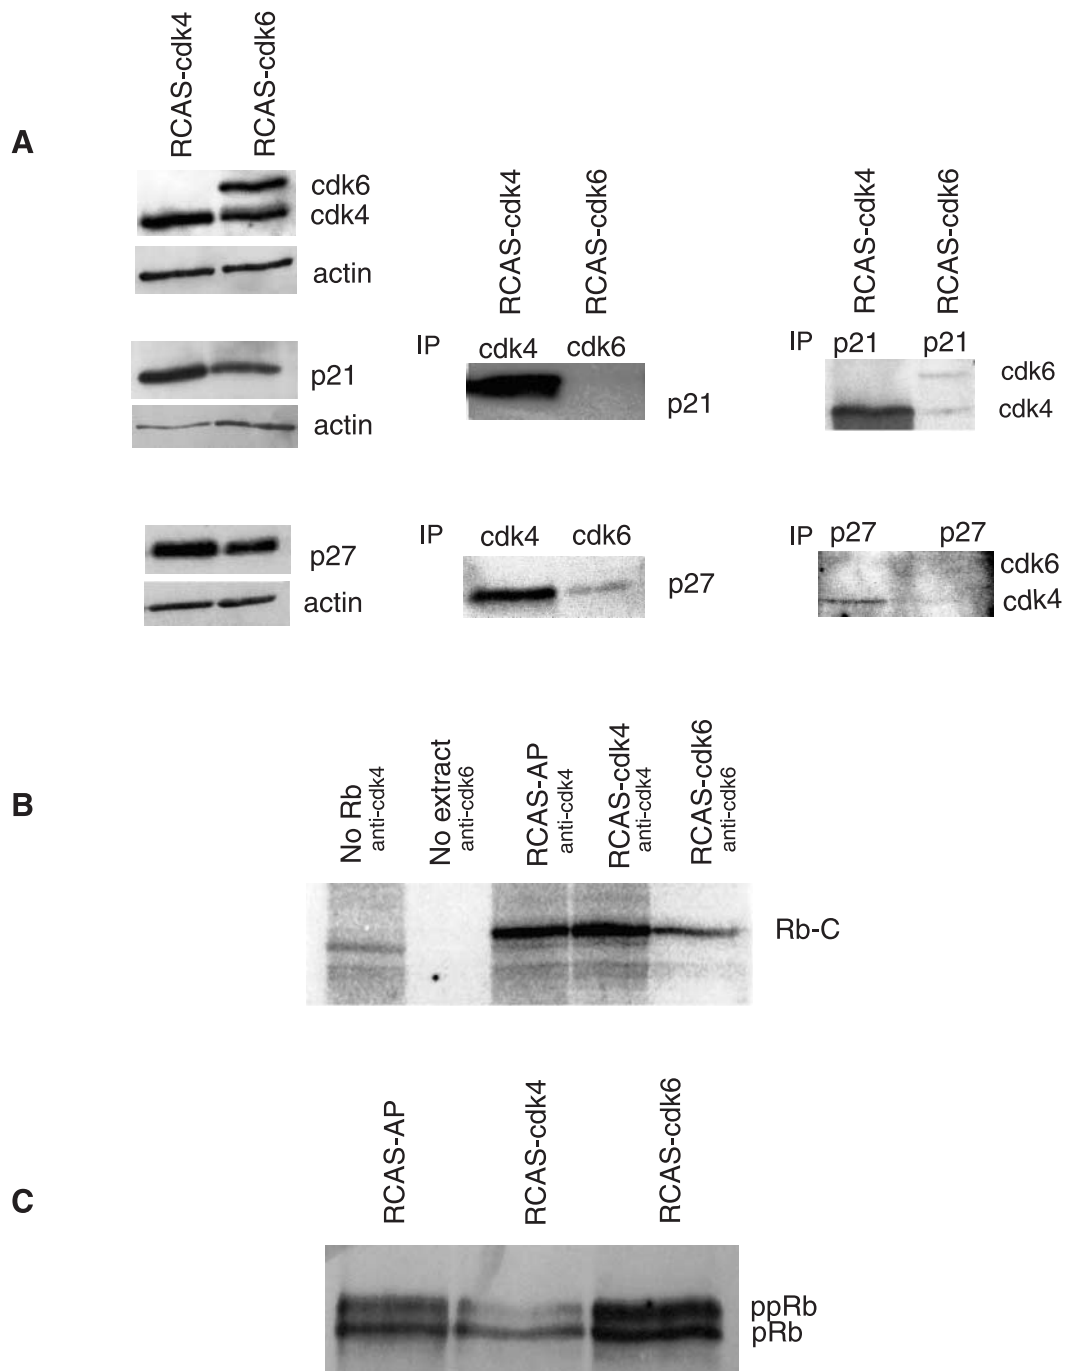 A
RCAS-cdk4
RCAS-cdk6
cdk6
cdk4
actin
p21
actin
p27
actin
RCAS-cdk4
RCAS-cdk6
IP cdk4 cdk6
p21
IP cdk4 cdk6
p27
RCAS-cdk4
RCAS-cdk6
IP p21 p21
cdk6
cdk4
IP p27 p27
cdk6
cdk4
B
No Rb
anti-cdk4
No extract
anti-cdk6
RCAS-AP
anti-cdk4
RCAS-cdk4
anti-cdk4
RCAS-cdk6
anti-cdk6
Rb-C
C
RCAS-AP
RCAS-cdk4
RCAS-cdk6
ppRb
pRb